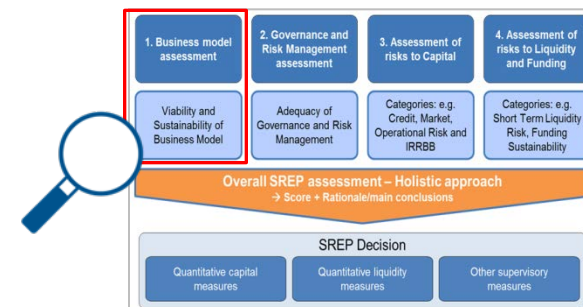 1. Business model
assessment
2. Governance and
Risk Management
assessment
3. Assessment of
risks to Capital
4. Assessment of
risks to Liquidity
and Funding
Viability and
Sustainability of
Business Model
Adequacy of
Governance and Risk
Management
Categories: e.g.
Credit, Market,
Operational Risk and
IRRBB
Categories: e.g.
Short Term Liquidity
Risk, Funding
Sustainability
Overall SREP assessment – Holistic approach
→ Score + Rationale/main conclusions
SREP Decision
Quantitative capital
measures
Quantitative liquidity
measures
Other supervisory
measures